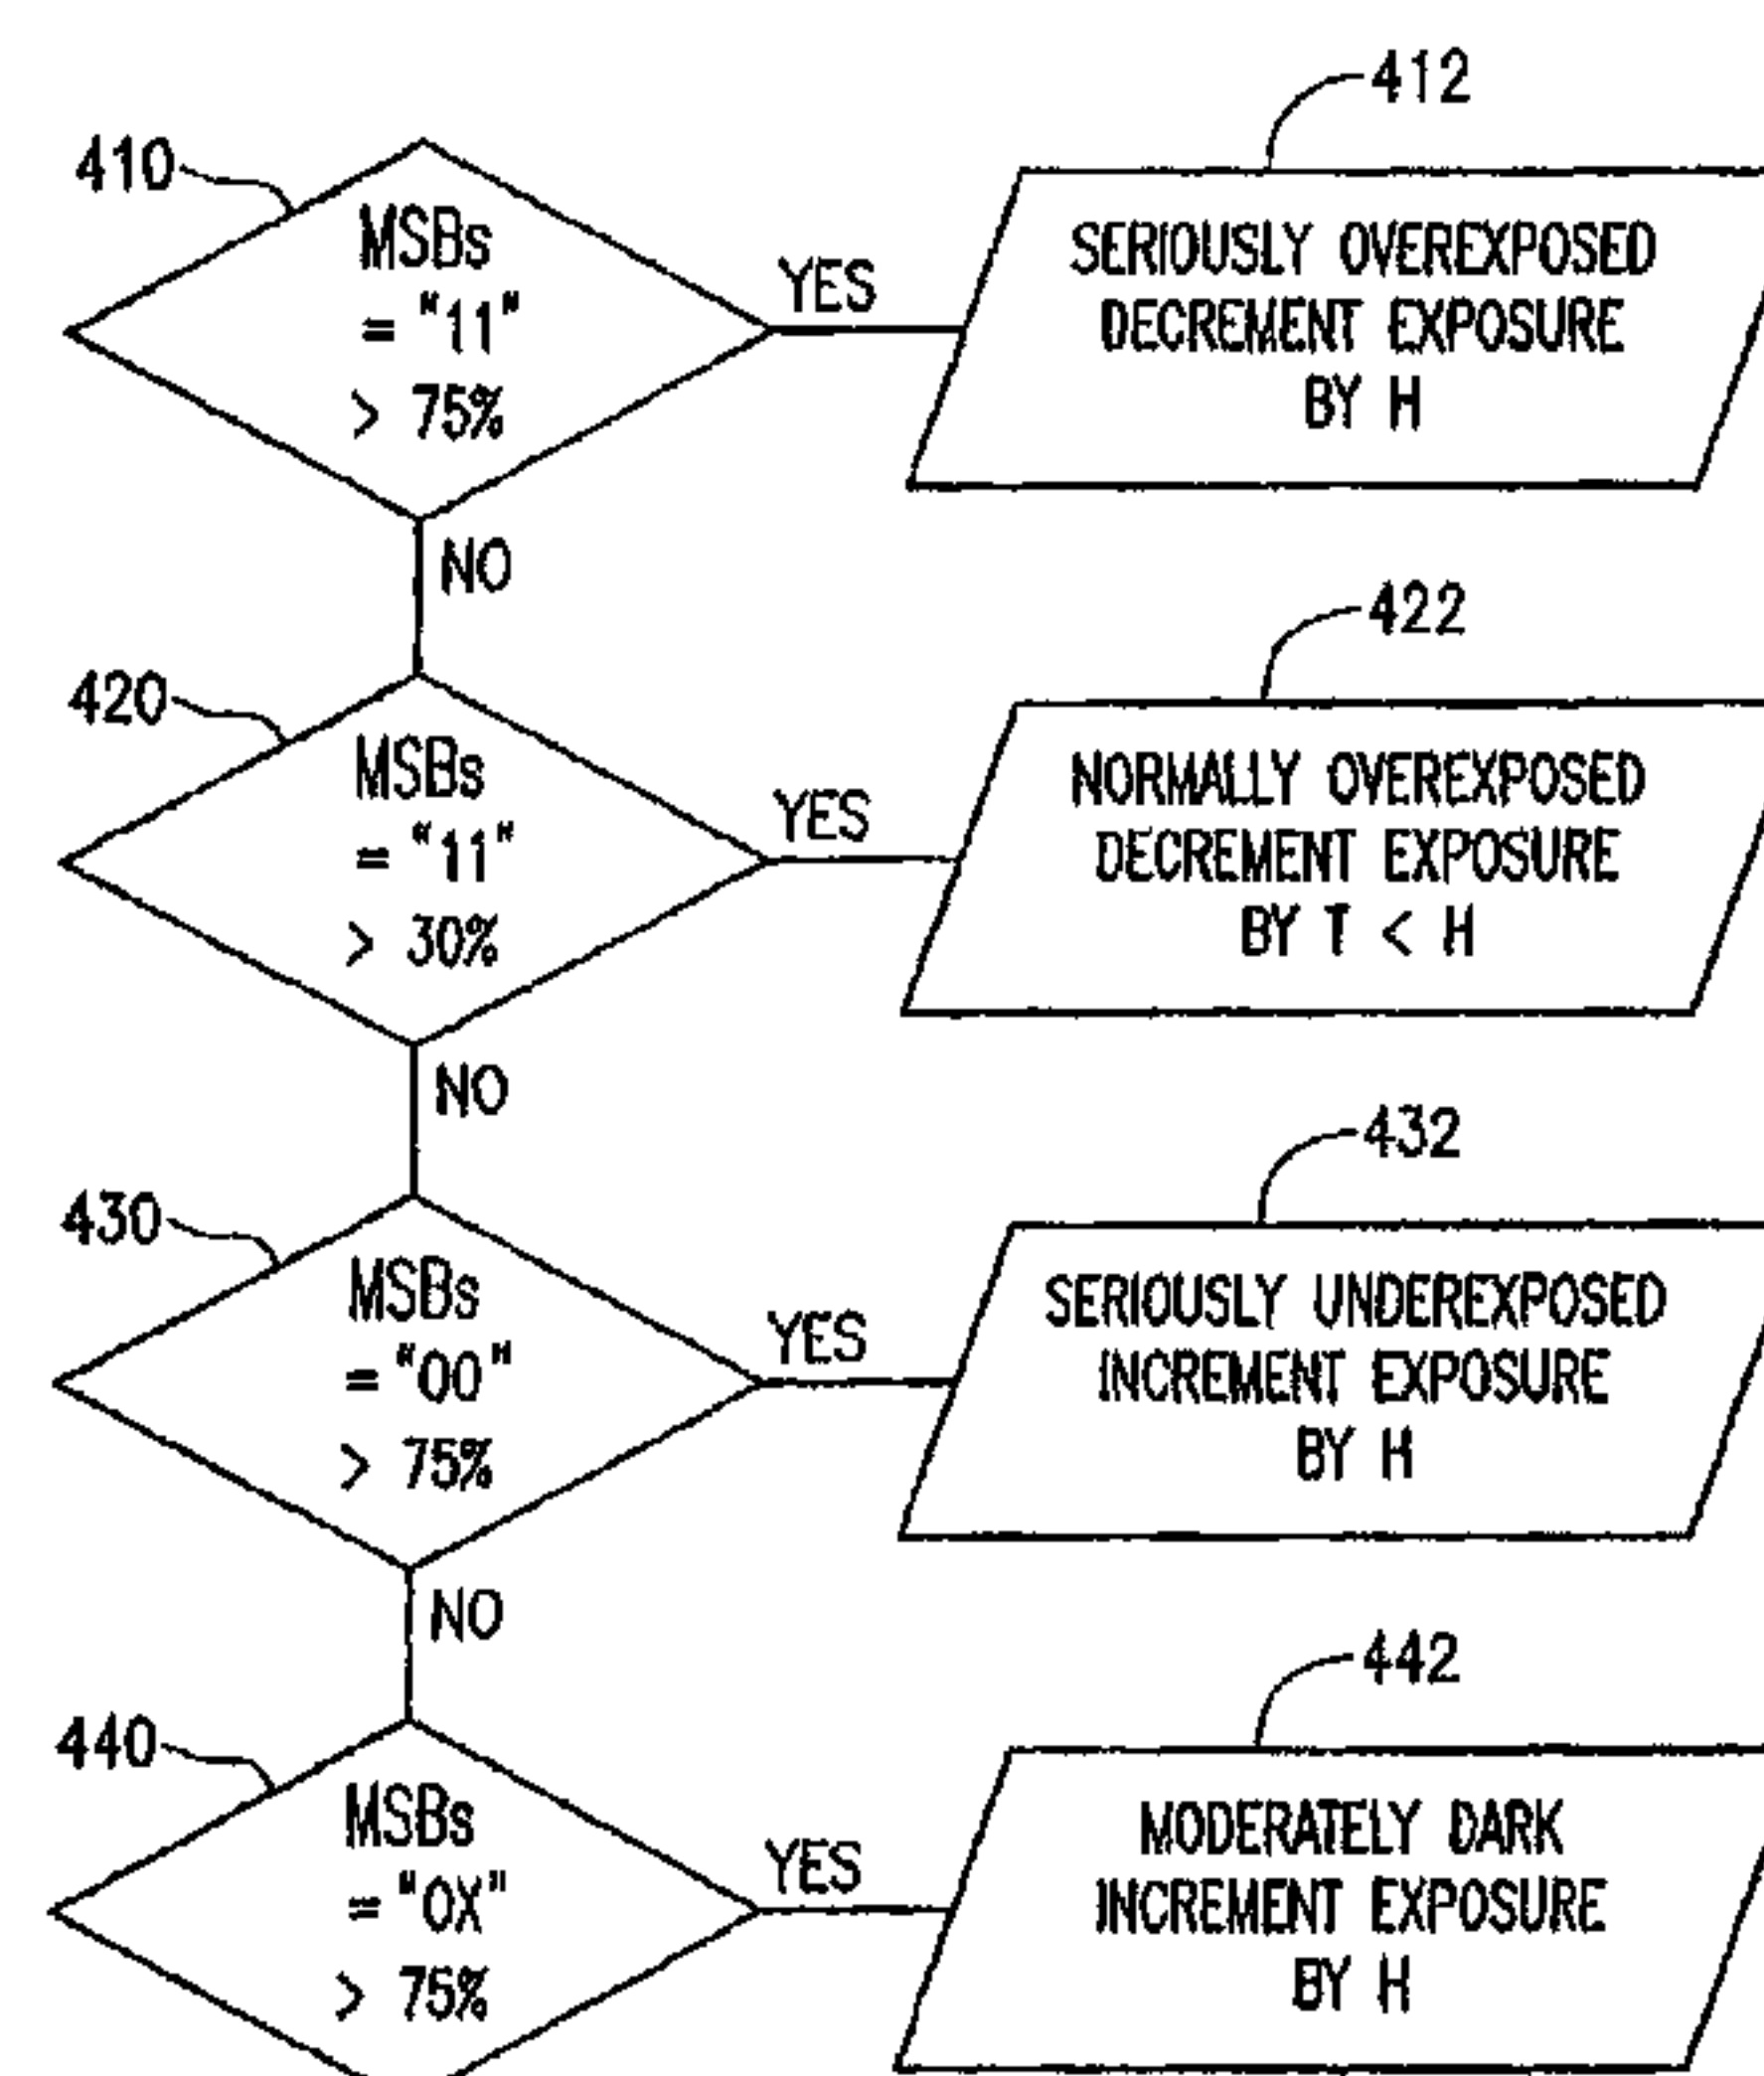 412
410
MSBs
= "11"
> 75%
YES
SERIOUSLY OVEREXPOSED
DECREMENT EXPOSURE
BY H
NO
422
420
MSBs
= "11"
> 30%
YES
NORMALLY OVEREXPOSED
DECREMENT EXPOSURE
BY T < H
NO
432
430
MSBs
= "00"
> 75%
YES
SERIOUSLY UNDEREXPOSED
INCREMENT EXPOSURE
BY H
NO
442
440
MSBs
= "0X"
> 75%
YES
MODERATELY DARK
INCREMENT EXPOSURE
BY H